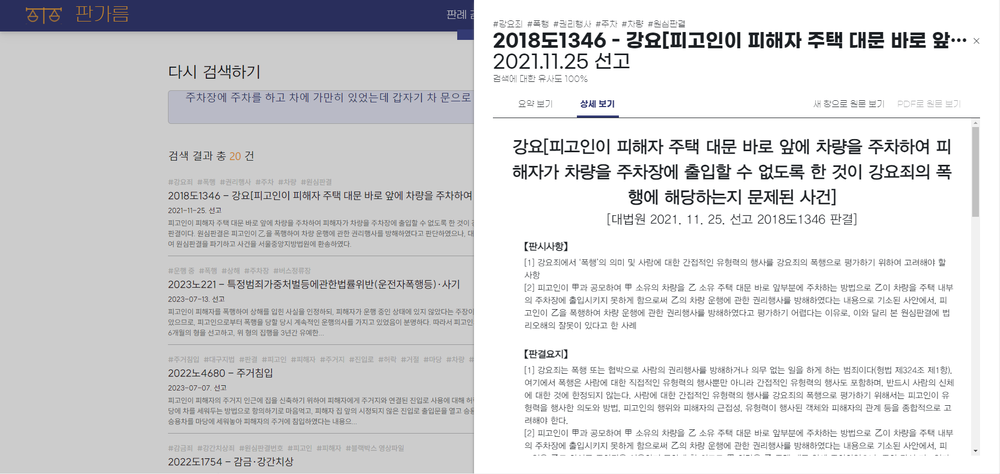 판가름
판례
다시 검색하기
주차장에 주차를 하고 차에 가만히 있었는데 갑자기 차 문으로
검색 결과 총 20 건
#강요죄 #폭행 #권리행사 #주차 #차량 #원심판결
2018도1346 - 강요[피고인이 피해자 주택 대문 바로 앞에 차량을 주차하여
2021-11-25. 선고
피고인이 피해자 주택 대문 바로 앞에 차량을 주차하여 피해자가 차량을 주차장에 출입할 수 없도록 한 것이
판결이다. 원심판결은 피고인이 乙을 폭행하여 차량 운행에 관한 권리행사를 방해하였다고 판단하였으나, 대
여 원심판결을 파기하고 사건을 서울중앙지방법원에 환송하였다.
#운행 중 #폭행 #상해 #주차장 #버스정류장
2023노221 - 특정범죄가중처벌등에관한법률위반(운전자폭행등)·사기
2023-07-13. 선고
피고인이 피해자를 폭행하여 상해를 입힌 사실을 인정하되, 피해자가 운행 중인 상태에 있지 않았다는 주장이
았으므로, 피고인으로부터 폭행을 당할 당시 계속적인 운행의사를 가지고 있었음이 분명하다. 따라서 피고인
6개월의 형을 선고하고, 위 형의 집행을 3년간 유예한...
#주거침입 #대구지법 #판결 #피고인 #피해자 #주거지 #진입로 #허락 #거절 #마당 #차량 #
2022노4680 - 주거침입
2023-07-07. 선고
피고인이 피해자의 주거지 인근에 집을 신축하기 위하여 피해자에게 주거지와 연결된 진입로 사용에 대해 허
당에 차를 세워두는 방법으로 항의하기로 마음먹고, 피해자 집 앞의 시정되지 않은 진입로 출입문을 열고 승용
승용차를 마당에 세워놓아 피해자의 주거에 침입하였다는 내용으...
#감금죄 #강간치상죄 #원심판결번호 #피고인 #피해자 #블랙박스 영상파일
2022도1754 - 감금·강간치상
#강요죄 #폭행 #권리행사 #주차 #차량 #원심판결
2018도1346 - 강요[피고인이 피해자 주택 대문 바로 앞… ×
2021.11.25 선고
검색에 대한 유사도 100%
요약 보기 상세 보기 새 창으로 원문 보기 PDF로 원문 보기
강요[피고인이 피해자 주택 대문 바로 앞에 차량을 주차하여 피
해자가 차량을 주차장에 출입할 수 없도록 한 것이 강요죄의 폭
행에 해당하는지 문제된 사건]
[대법원 2021. 11. 25. 선고 2018도1346 판결]
【판시사항】
[1] 강요죄에서 ‘폭행’의 의미 및 사람에 대한 간접적인 유형력의 행사를 강요죄의 폭행으로 평가하기 위하여 고려해야 할
사항
[2] 피고인이 甲과 공모하여 甲 소유의 차량을 乙 소유 주택 대문 바로 앞부분에 주차하는 방법으로 乙이 차량을 주택 내부
의 주차장에 출입시키지 못하게 함으로써 乙의 차량 운행에 관한 권리행사를 방해하였다는 내용으로 기소된 사안에서, 피
고인이 乙을 폭행하여 차량 운행에 관한 권리행사를 방해하였다고 평가하기 어렵다는 이유로, 이와 달리 본 원심판결에 법
리오해의 잘못이 있다고 한 사례
【판결요지】
[1] 강요죄는 폭행 또는 협박으로 사람의 권리행사를 방해하거나 의무 없는 일을 하게 하는 범죄이다(형법 제324조 제1항).
여기에서 폭행은 사람에 대한 직접적인 유형력의 행사뿐만 아니라 간접적인 유형력의 행사도 포함하며, 반드시 사람의 신체
에 대한 것에 한정되지 않는다. 사람에 대한 간접적인 유형력의 행사를 강요죄의 폭행으로 평가하기 위해서는 피고인이 유
형력을 행사한 의도와 방법, 피고인의 행위와 피해자의 근접성, 유형력이 행사된 객체와 피해자의 관계 등을 종합적으로 고
려해야 한다.
[2] 피고인이 甲과 공모하여 甲 소유의 차량을 乙 소유 주택 대문 바로 앞부분에 주차하는 방법으로 乙이 차량을 주택 내부
의 주차장에 출입시키지 못하게 함으로써 乙의 차량 운행에 관한 권리행사를 방해하였다는 내용으로 기소된 사안에서, 피